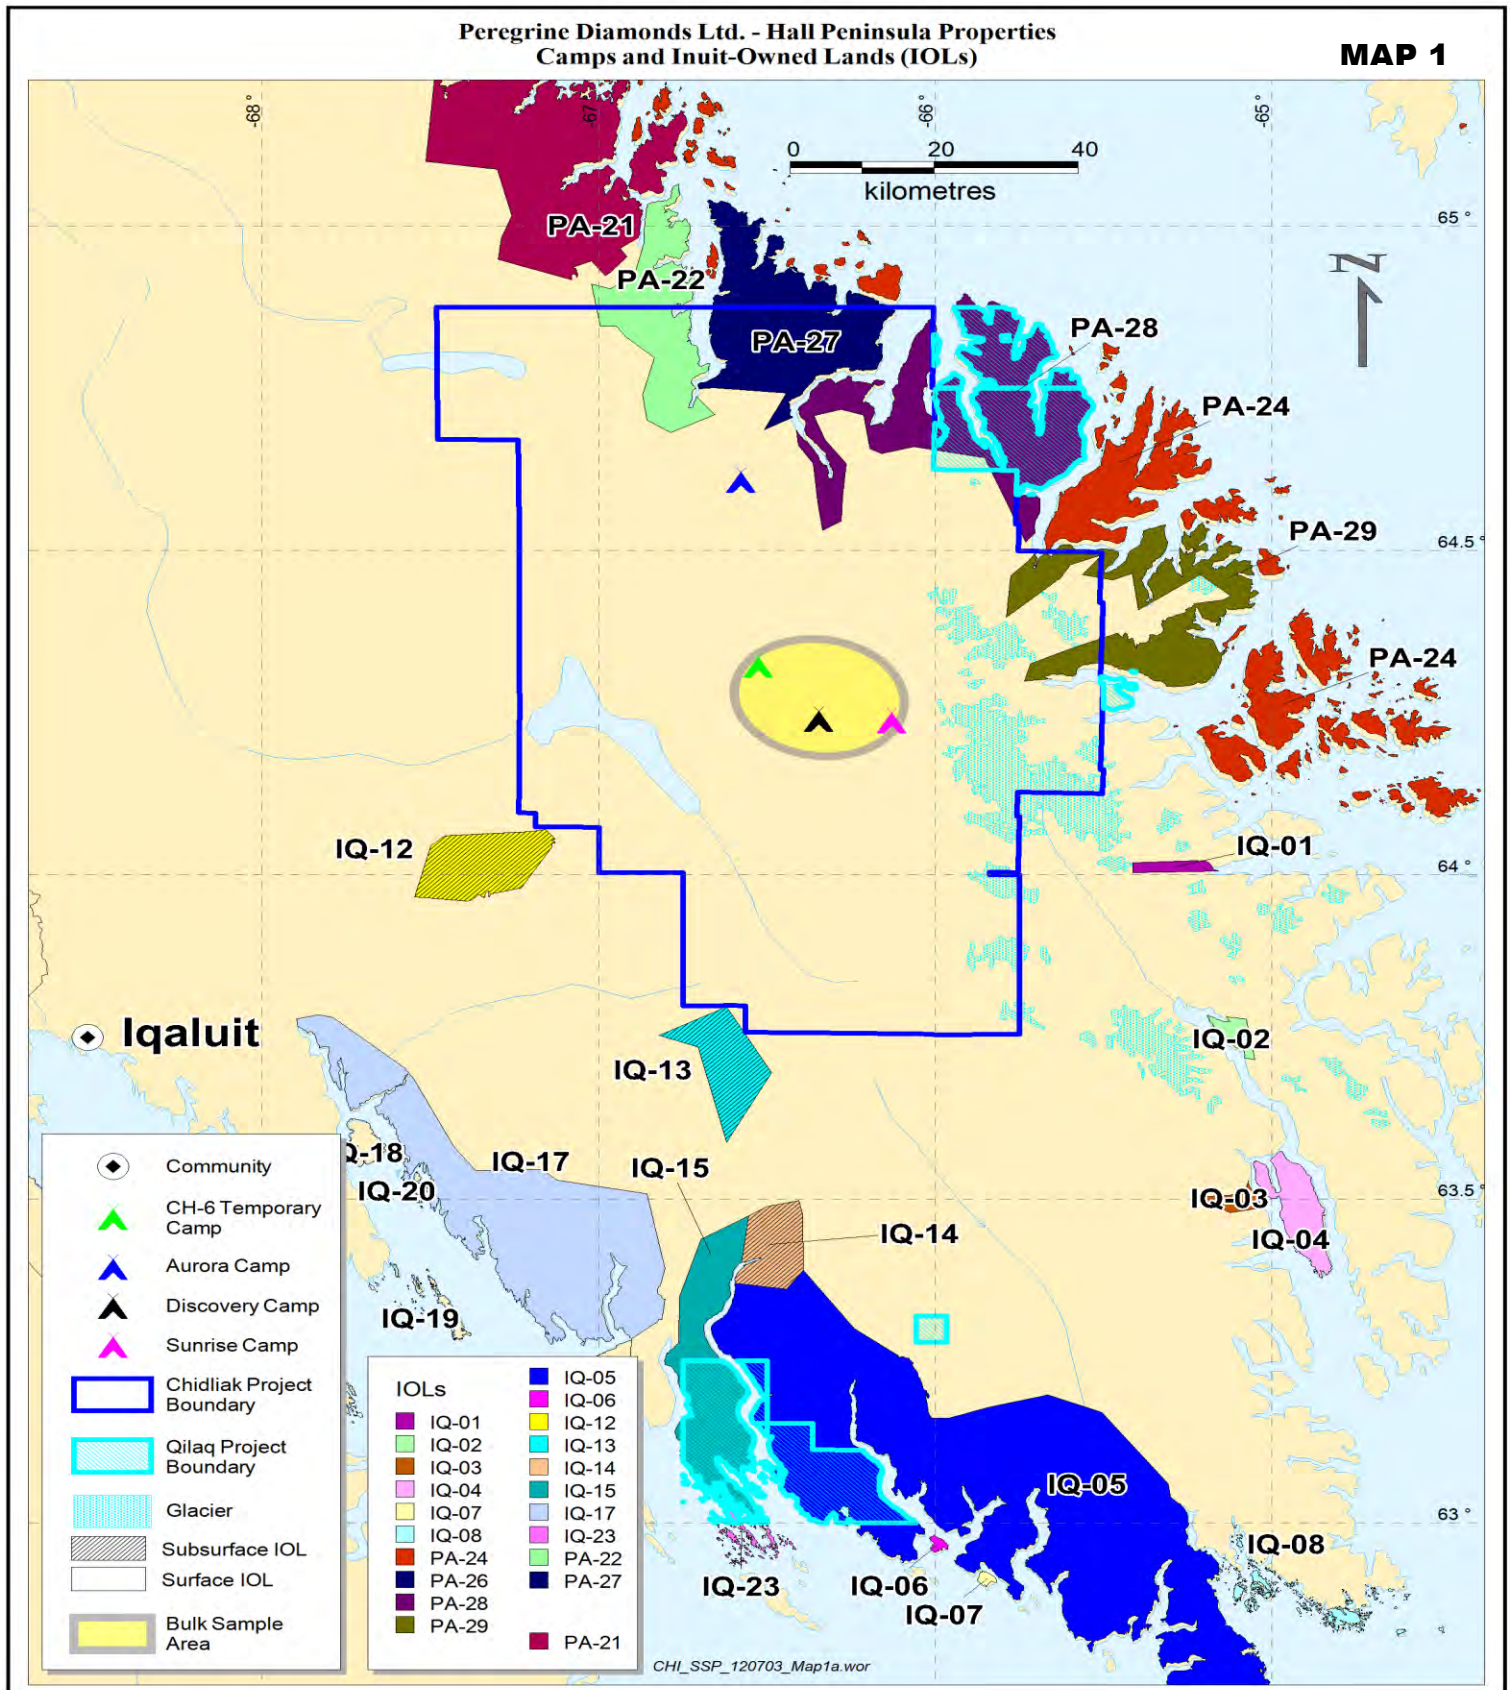 Peregrine Diamonds Ltd. - Hall Peninsula Properties
Camps and Inuit-Owned Lands (IOLs)
MAP 1
-68 °
-67
-66 °
-65 °
0 20 40
kilometres
65 °
PA-21
PA-22
PA-27
PA-28
PA-24
PA-29
64.5 °
PA-24
IQ-12
IQ-01
64 °
Iqaluit
IQ-02
IQ-13
Q-18
IQ-17
IQ-15
IQ-20
63.5 °
IQ-03
IQ-14
IQ-04
IQ-19
IQ-05
63 °
IQ-08
IQ-23
IQ-06
IQ-07
Community
CH-6 Temporary
Camp
Aurora Camp
Discovery Camp
Sunrise Camp
Chidliak Project
Boundary
Qilaq Project
Boundary
Glacier
Subsurface IOL
Surface IOL
Bulk Sample
Area
IOLs
IQ-01
IQ-02
IQ-03
IQ-04
IQ-07
IQ-08
PA-24
PA-26
PA-28
PA-29
IQ-05
IQ-06
IQ-12
IQ-13
IQ-14
IQ-15
IQ-17
IQ-23
PA-22
PA-27
PA-21
CHI_SSP_120703_Map1a.wor
N